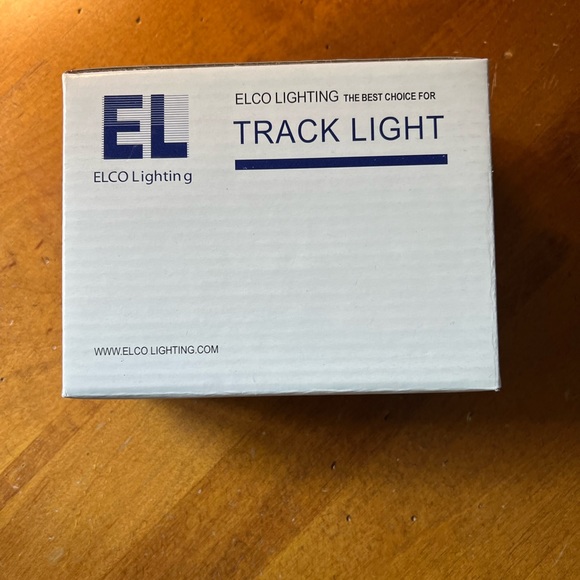 EL
ELCO Lighting
ELCO LIGHTING THE BEST CHOICE FOR
TRACK LIGHT
WWW.ELCO LIGHTING.COM